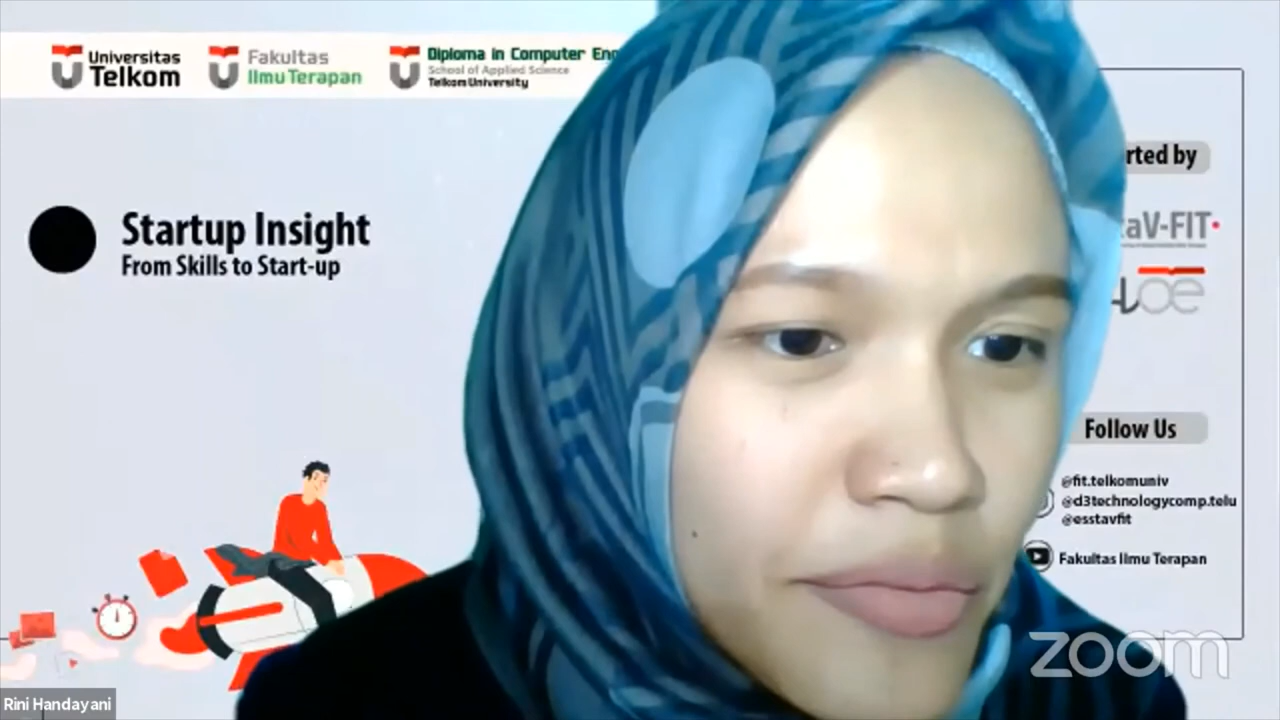 Universitas
Telkom
Fakultas
Ilmu Terapan
Diploma in Computer Eng
School of Applied Science
Telkom University
rted by
Startup Insight
From Skills to Start-up
aV-FIT
oe
Follow Us
@fit.telkomuniv
@d3technologycomp.telu
@esstavfit
Fakultas Ilmu Terapan
zoom
Rini Handayani